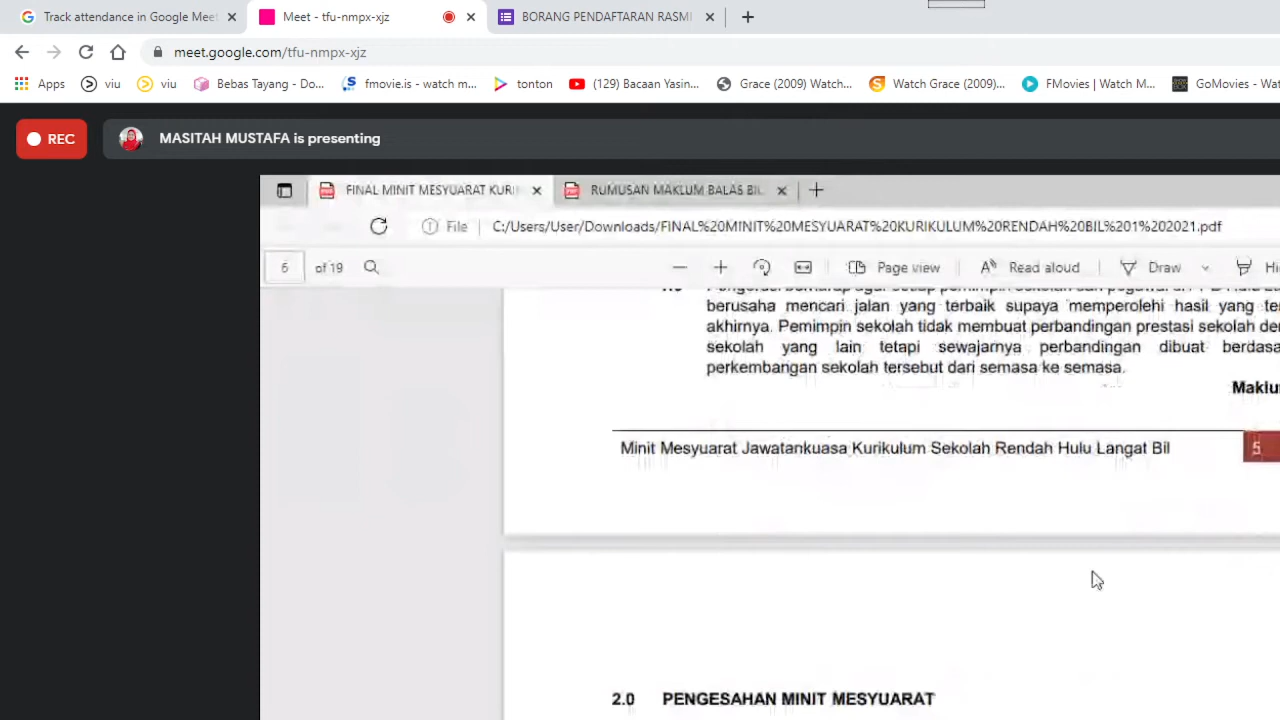 Track attendance in Google Meet
Meet - tfu-nmpx-xjz
BORANG PENDAFTARAN RASMI
meet.google.com/tfu-nmpx-xjz
Apps
viu
viu
Bebas Tayang - Do...
fmovie.is - watch m...
tonton
(129) Bacaan Yasin...
Grace (2009) Watch...
Watch Grace (2009)...
FMovies | Watch M...
GoMovies - Wat
REC
MASITAH MUSTAFA is presenting
FINAL MINIT MESYUARAT KURI
RUMUSAN MAKLUM BALAS BIL
File
C:/Users/User/Downloads/FINAL%20MINIT%20MESYUARAT%20KURIKULUM%20RENDAH%20BIL%201%202021.pdf
6 of 19
Page view
Read aloud
Draw
berusaha mencari jalan yang terbaik supaya memperolehi hasil yang
akhirnya. Pemimpin sekolah tidak membuat perbandingan prestasi sekolah
sekolah yang lain tetapi sewajarnya perbandingan dibuat
perkembangan sekolah tersebut dari semasa ke semasa.
Minit Mesyuarat Jawatankuasa Kurikulum Sekolah Rendah Hulu Langat Bil
5
2.0 PENGESAHAN MINIT MESYUARAT